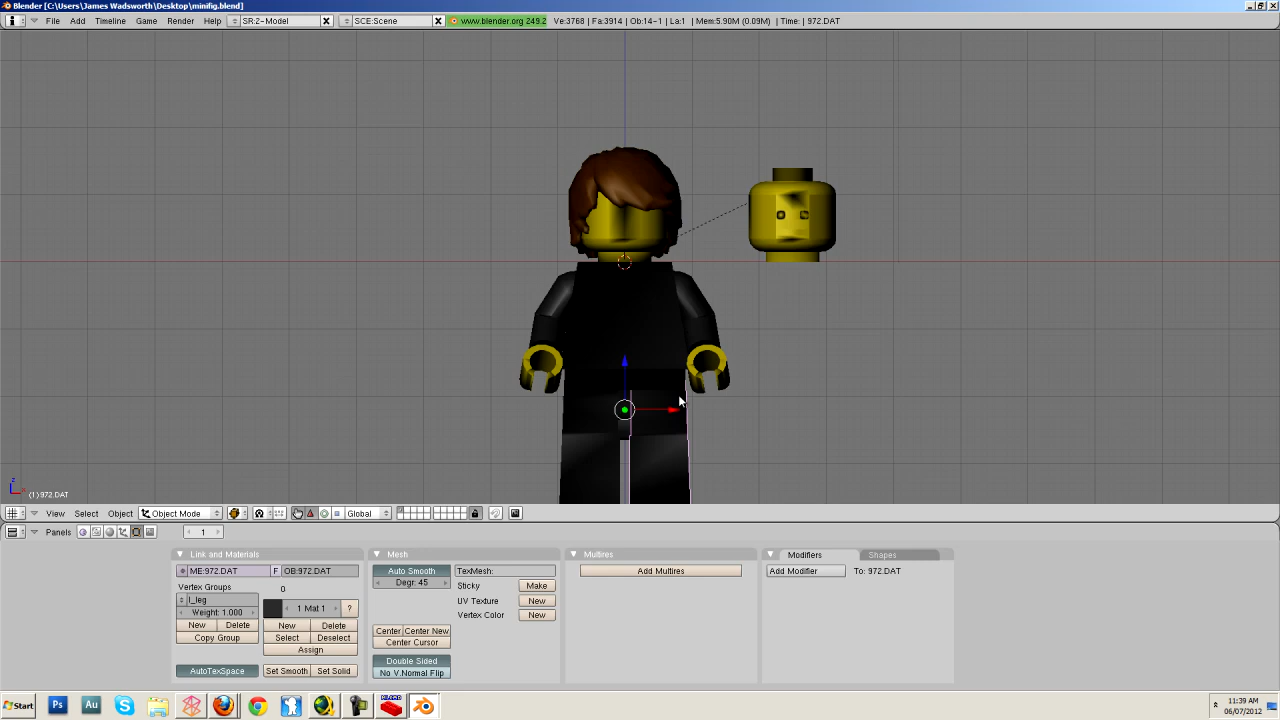 Blender [C:\Users\James Wadsworth\Desktop\minifig.blend]
File Add Timeline Game Render Help SR:2-Model SCE:Scene www.blender.org 249.2 Ve:3768 | Fa:3914 | Ob:14-1 | La:1 | Mem:5.90M (0.09M) | Time: | 972.DAT
z
x
(1) 972.DAT
View Select Object Object Mode Global
Panels 1
Link and Materials
Mesh
Multires
Modifiers
Shapes
ME:972.DAT F OB:972.DAT
Auto Smooth
TexMesh:
Add Multires
Add Modifier
To: 972.DAT
Degr: 45
Vertex Groups
0
Sticky
Make
l_leg
Weight: 1.000
1 Mat 1
?
UV Texture
New
Vertex Color
New
New Delete New Delete
Center Center New
Copy Group Select Deselect
Center Cursor
Assign
Double Sided
AutoTexSpace Set Smooth Set Solid
No V.Normal Flip
Start
Ps
Au
MLCAD
11:39 AM
06/07/2012